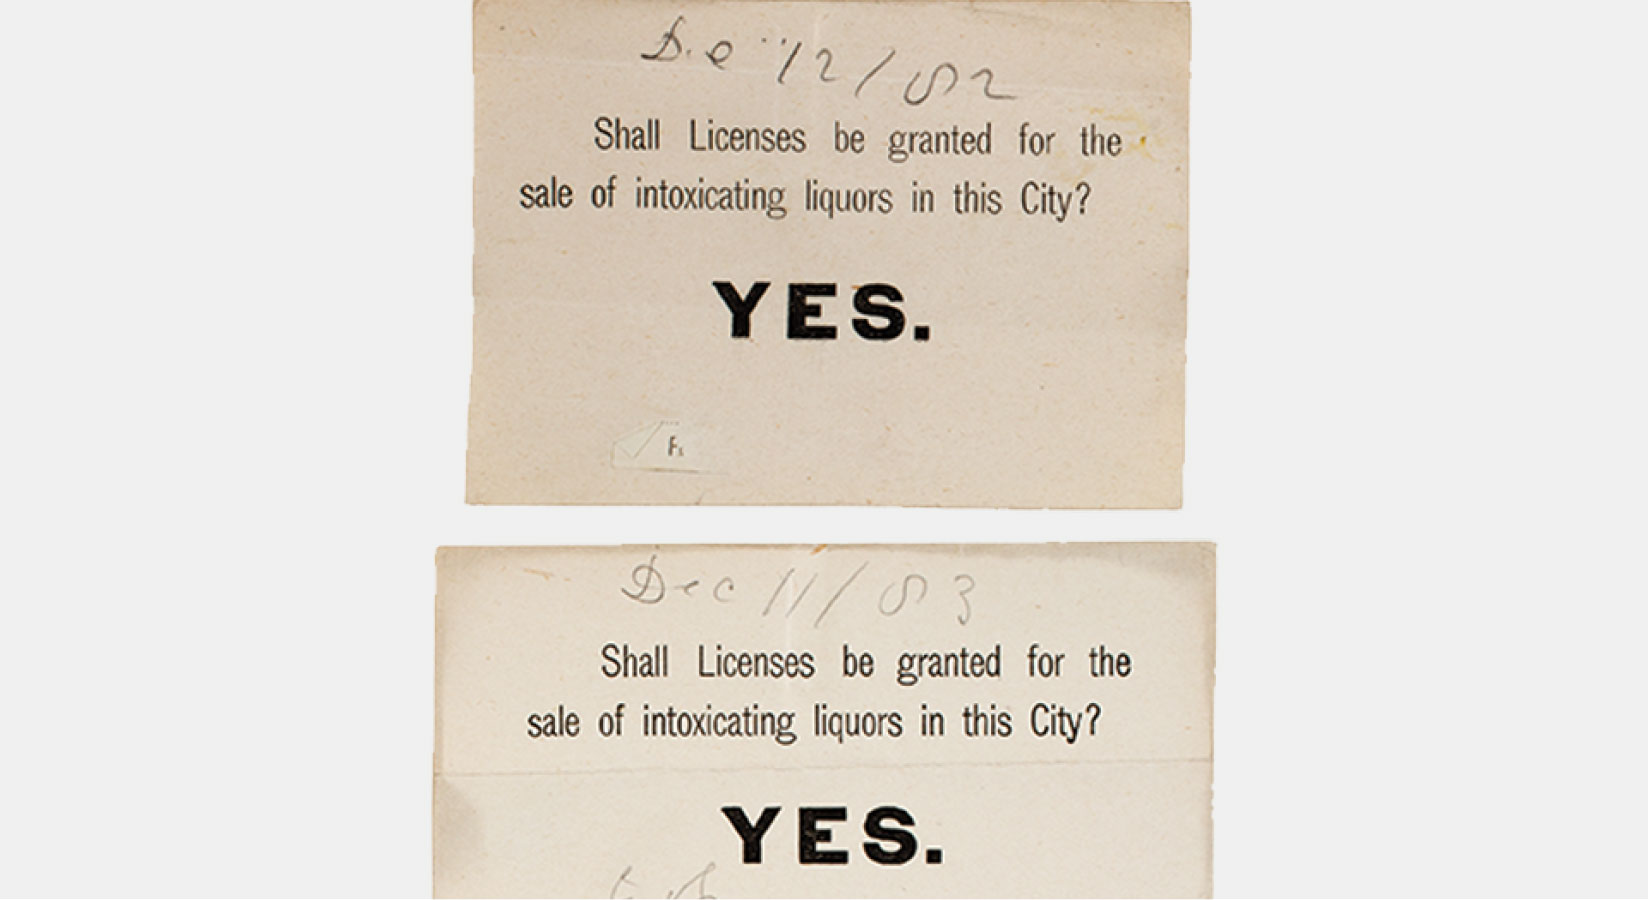 Dec 12/82
Shall Licenses be granted for the
sale of intoxicating liquors in this City?
YES.
Dec 11/83
Shall Licenses be granted for the
sale of intoxicating liquors in this City?
YES.